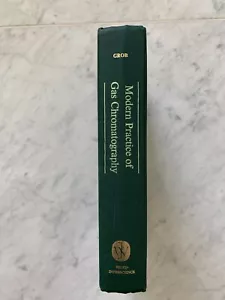 GROB
Modern Practice of
Gas Chromatography